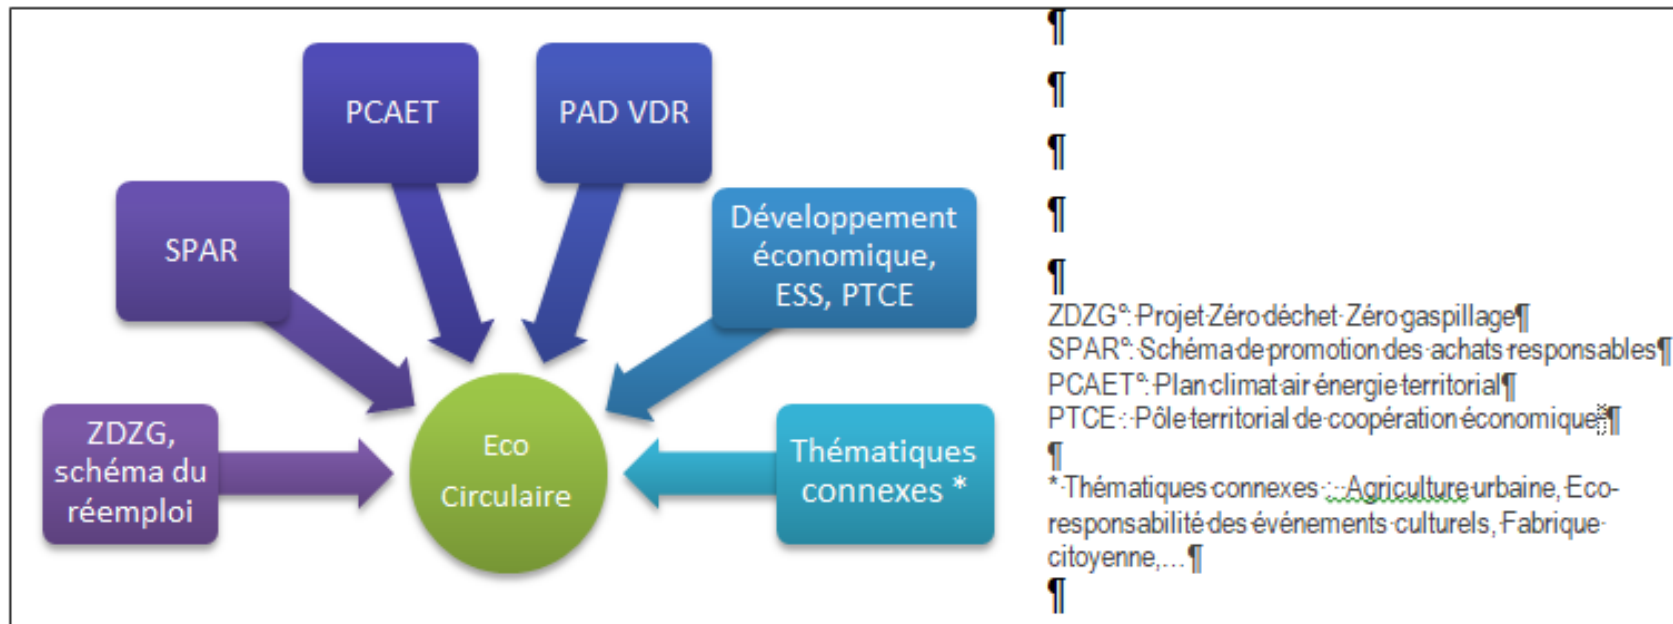 PCAET
PAD VDR
SPAR
Développement
économique,
ESS, PTCE
ZDZG,
schéma du
réemploi
Eco
Circulaire
Thématiques
connexes *
¶
¶
¶
¶
¶
ZDZG°: Projet Zéro déchet Zéro gaspillage¶
SPAR°: Schéma de promotion des achats responsables¶
PCAET°: Plan climat air énergie territorial¶
PTCE : Pôle territorial de coopération économique¶
¶
* Thématiques connexes : Agriculture urbaine, Eco-
responsabilité des événements culturels, Fabrique
citoyenne,…¶
¶